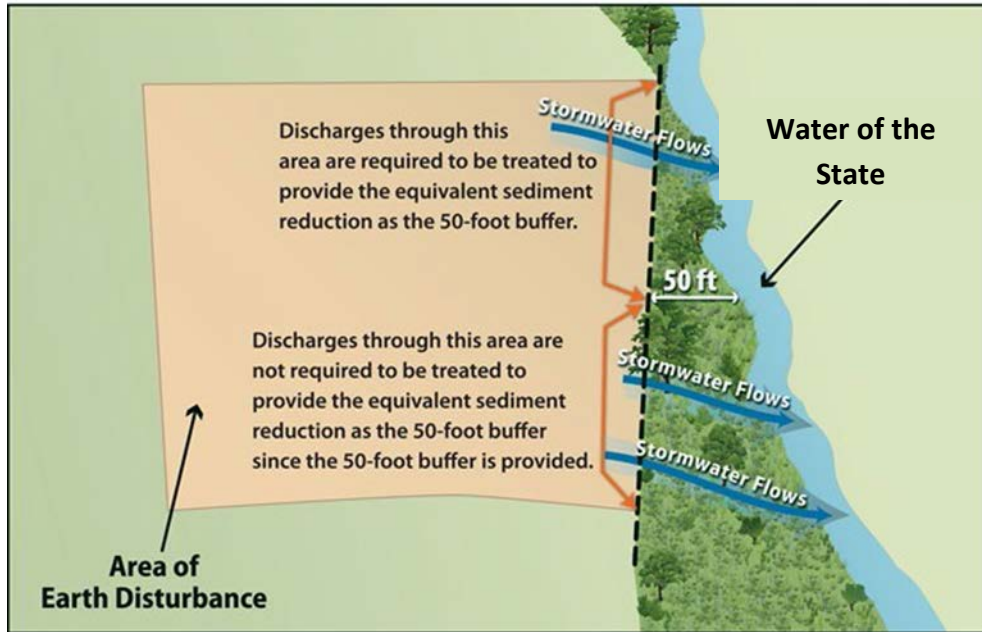 Stormwater Flows
Discharges through this
area are required to be treated to
provide the equivalent sediment
reduction as the 50-foot buffer.
Water of the
State
50 ft
Discharges through this area are
not required to be treated to
provide the equivalent sediment
reduction as the 50-foot buffer
since the 50-foot buffer is provided.
Stormwater Flows
Stormwater Flows
Area of
Earth Disturbance